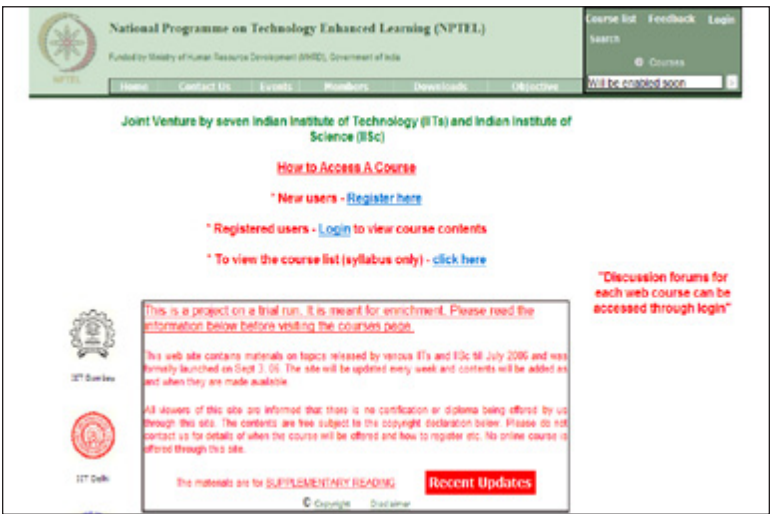 National Programme on Technology Enhanced Learning (NPTEL)
Funded by Ministry of Human Resource Development (MHRD), Government of India
NPTEL
Course list Feedback Login
Search
Courses
Will be enabled soon
Home Contact Us Events Members Downloads Objective
Joint Venture by seven Indian Institute of Technology (IITs) and Indian Institute of
Science (IISc)
How to Access A Course
* New users - Register here
* Registered users - Login to view course contents
* To view the course list (syllabus only) - click here
"Discussion forums for
each web course can be
accessed through login"
IIT Bombay
IIT Delhi
This is a project on a trial run. It is meant for enrichment. Please read the
information below before visiting the courses page.
This web site contains materials on topics released by various IITs and IISc till July 2006 and was
formally launched on Sept 3, 06. The site will be updated every week and contents will be added as
and when they are made available.
All viewers of this site are informed that there is no certification or diploma being offered by us
through this site. The contents are free subject to the copyright declaration below. Please do not
contact us for details of when the course will be offered and how to register etc. No online course is
offered through this site.
The materials are for SUPPLEMENTARY READING
Recent Updates
© Copyright Disclaimer